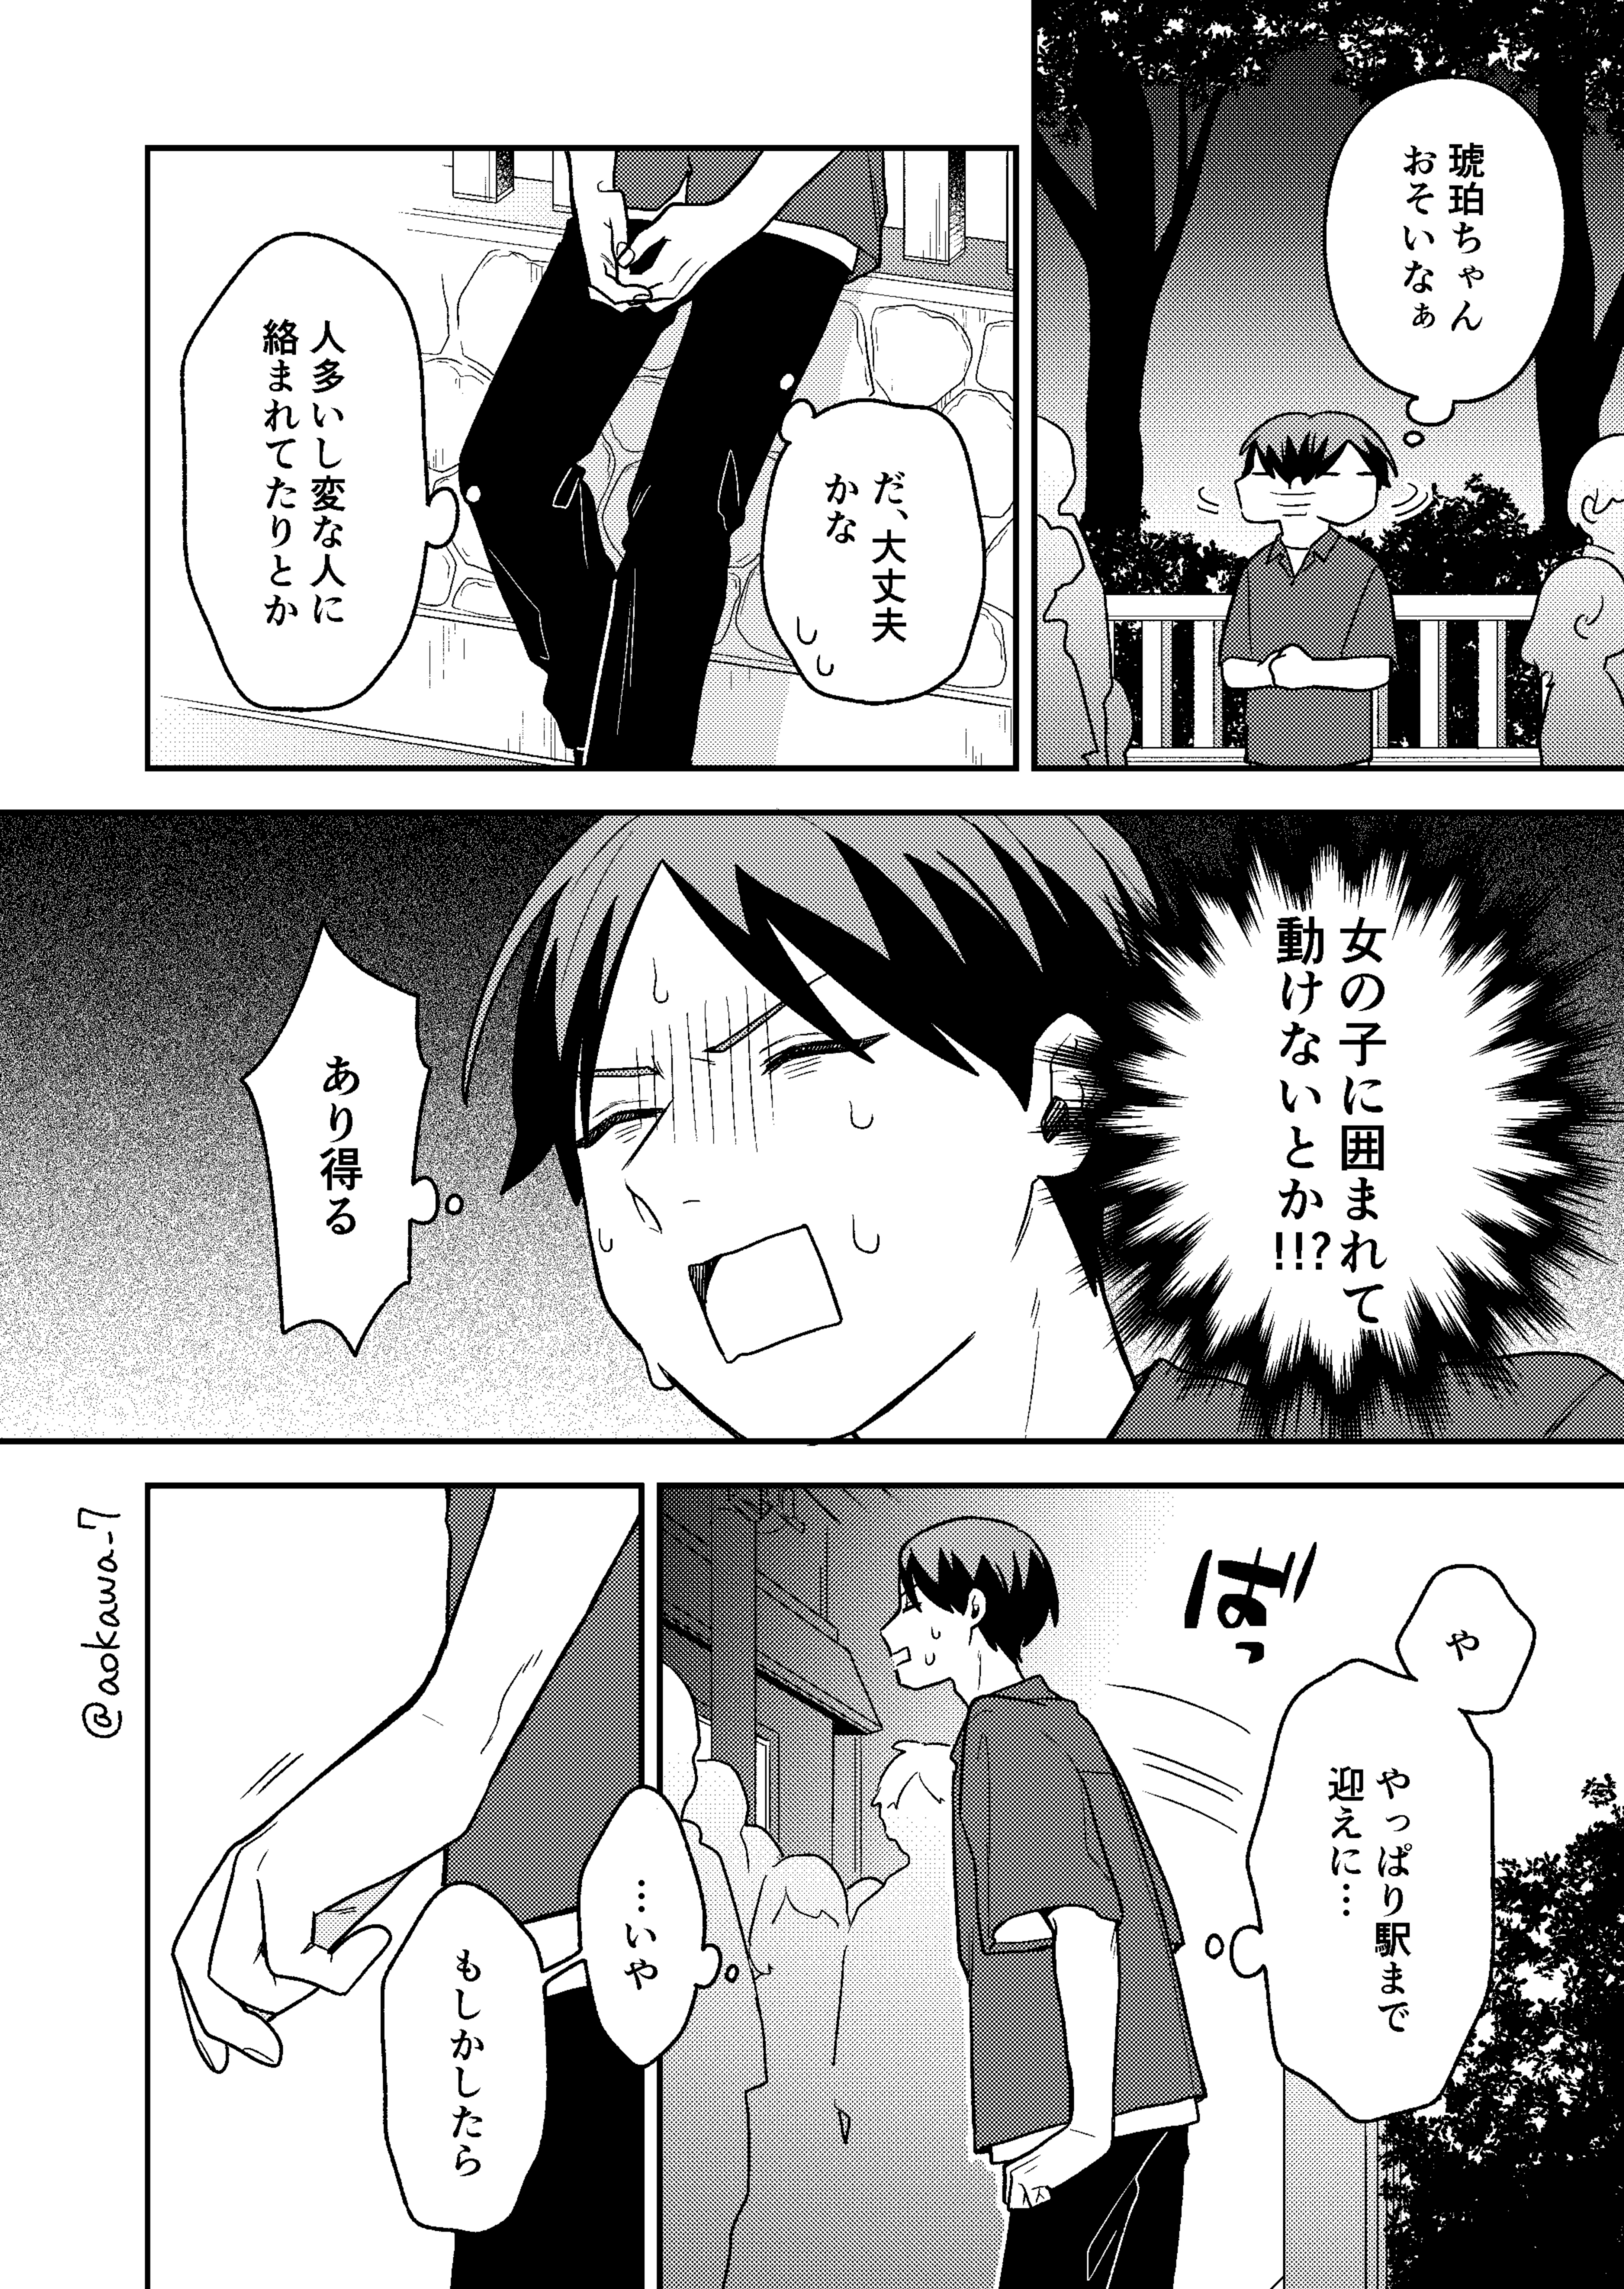 琥珀ちゃん
おそいなぁ
だ、大丈夫
かな
人多いし変な人に
絡まれてたりとか
女の子に囲まれて
動けないとか!!?
あり得る
や
やっぱり駅まで
迎えに…
…いや
もしかしたら
@aokawa_7